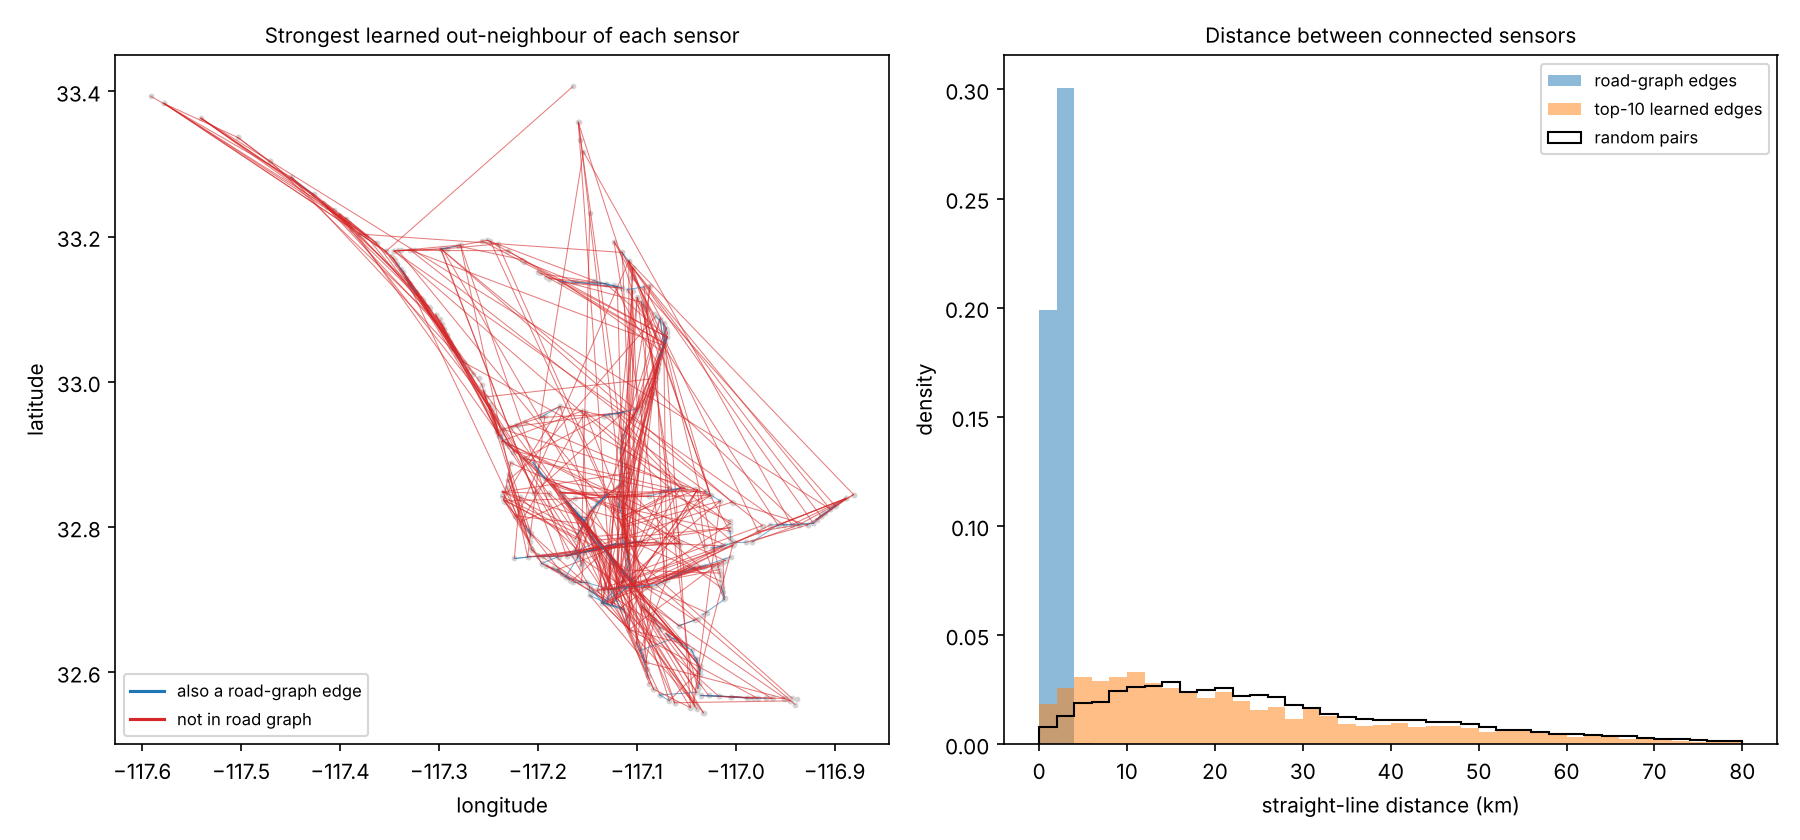 Strongest learned out-neighbour of each sensor
33.4
33.2
33.0
32.8
32.6
latitude
−117.6 −117.5 −117.4 −117.3 −117.2 −117.1 −117.0 −116.9
longitude
also a road-graph edge
not in road graph
Distance between connected sensors
0.30
0.25
0.20
0.15
0.10
0.05
0.00
density
0 10 20 30 40 50 60 70 80
straight-line distance (km)
road-graph edges
top-10 learned edges
random pairs